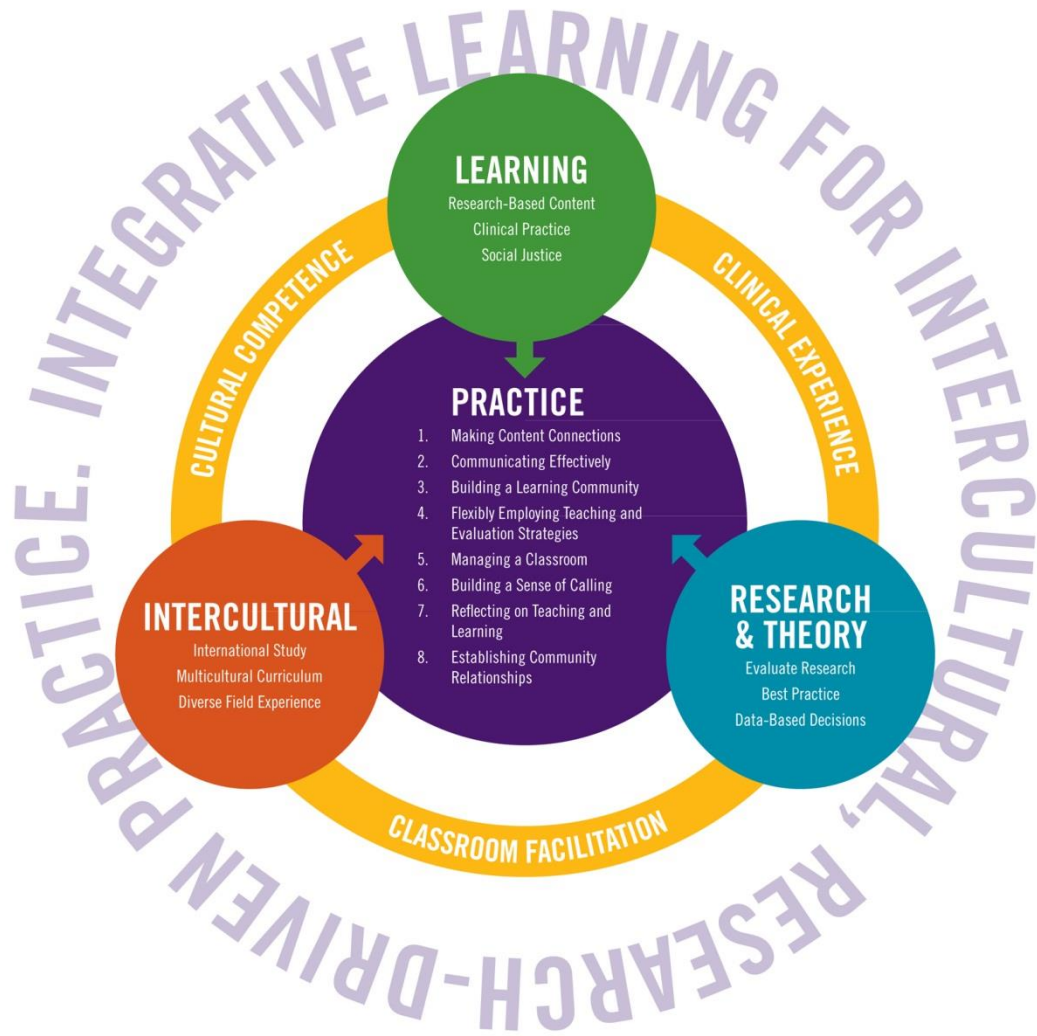 INTEGRATIVE LEARNING FOR INTERCULTURAL, RESEARCH-DRIVEN PRACTICE.
LEARNING
Research-Based Content
Clinical Practice
Social Justice
CULTURAL COMPETENCE
CLINICAL EXPERIENCE
PRACTICE
1. Making Content Connections
2. Communicating Effectively
3. Building a Learning Community
4. Flexibly Employing Teaching and
Evaluation Strategies
5. Managing a Classroom
6. Building a Sense of Calling
7. Reflecting on Teaching and
Learning
8. Establishing Community
Relationships
INTERCULTURAL
International Study
Multicultural Curriculum
Diverse Field Experience
RESEARCH
& THEORY
Evaluate Research
Best Practice
Data-Based Decisions
CLASSROOM FACILITATION